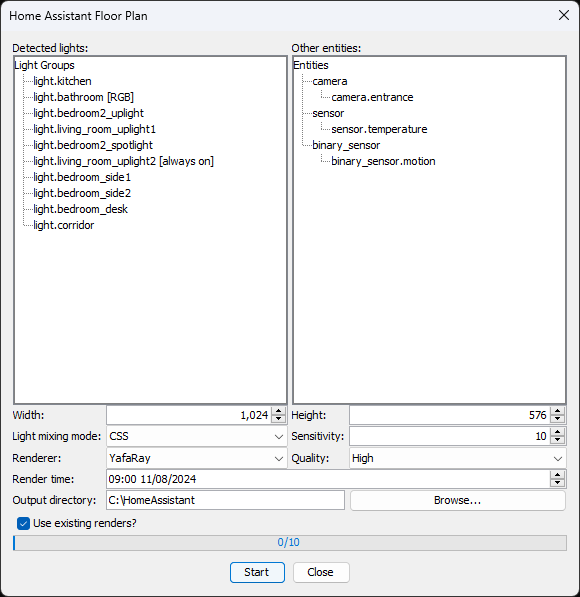 Home Assistant Floor Plan
Detected lights:
Light Groups
light.kitchen
light.bathroom [RGB]
light.bedroom2_uplight
light.living_room_uplight1
light.bedroom2_spotlight
light.living_room_uplight2 [always on]
light.bedroom_side1
light.bedroom_side2
light.bedroom_desk
light.corridor
Other entities:
Entities
camera
camera.entrance
sensor
sensor.temperature
binary_sensor
binary_sensor.motion
Width: 1,024 Height: 576
Light mixing mode: CSS Sensitivity: 10
Renderer: YafaRay Quality: High
Render time: 09:00 11/08/2024
Output directory: C:\HomeAssistant Browse...
Use existing renders?
0/10
Start Close